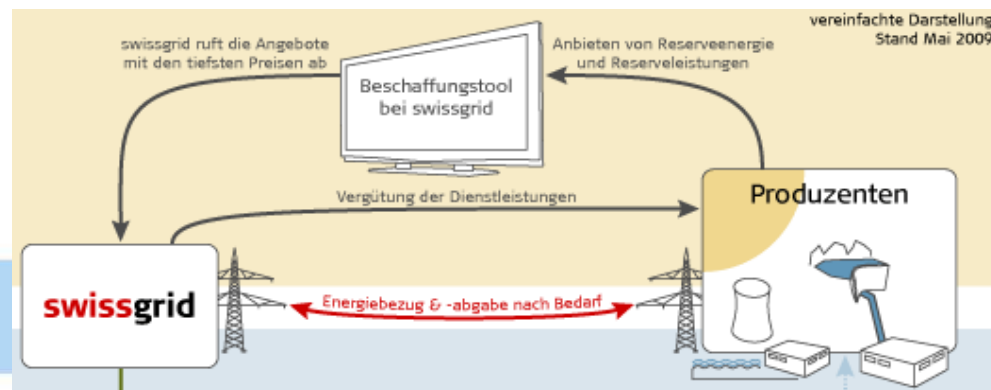 vereinfachte Darstellung
Stand Mai 2009
swissgrid ruft die Angebote
mit den tiefsten Preisen ab
Anbieten von Reserveenergie
und Reserveleistungen
Beschaffungstool
bei swissgrid
Vergütung der Dienstleistungen
Produzenten
swissgrid
Energiebezug & -abgabe nach Bedarf